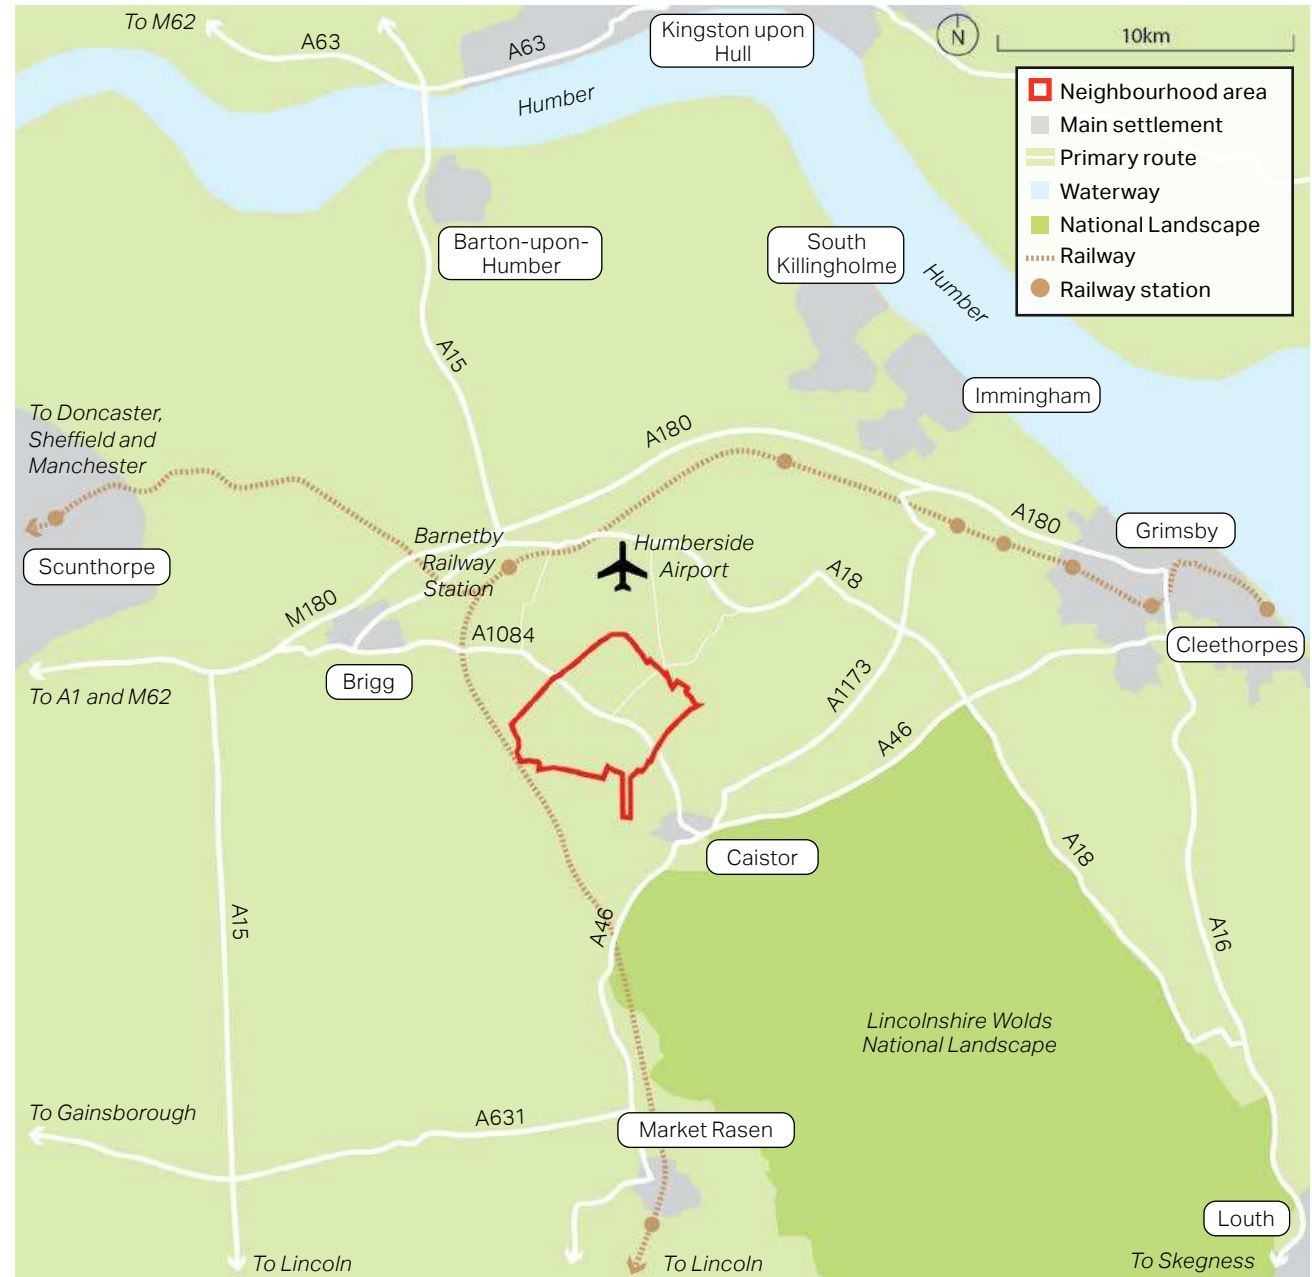 To M62
A63
A63
Kingston upon
Hull
N
10km
Neighbourhood area
Main settlement
Primary route
Waterway
National Landscape
Railway
Railway station
Humber
Barton-upon-
Humber
South
Killingholme
Humber
A15
Immingham
To Doncaster,
Sheffield and
Manchester
A180
A180
Grimsby
Scunthorpe
Barnetby
Railway
Station
Humberside
Airport
A18
M180
A1084
Cleethorpes
Brigg
To A1 and M62
A1173
A46
Caistor
A18
A15
A46
A16
Lincolnshire Wolds
National Landscape
To Gainsborough
A631
Market Rasen
Louth
To Lincoln
To Lincoln
To Skegness